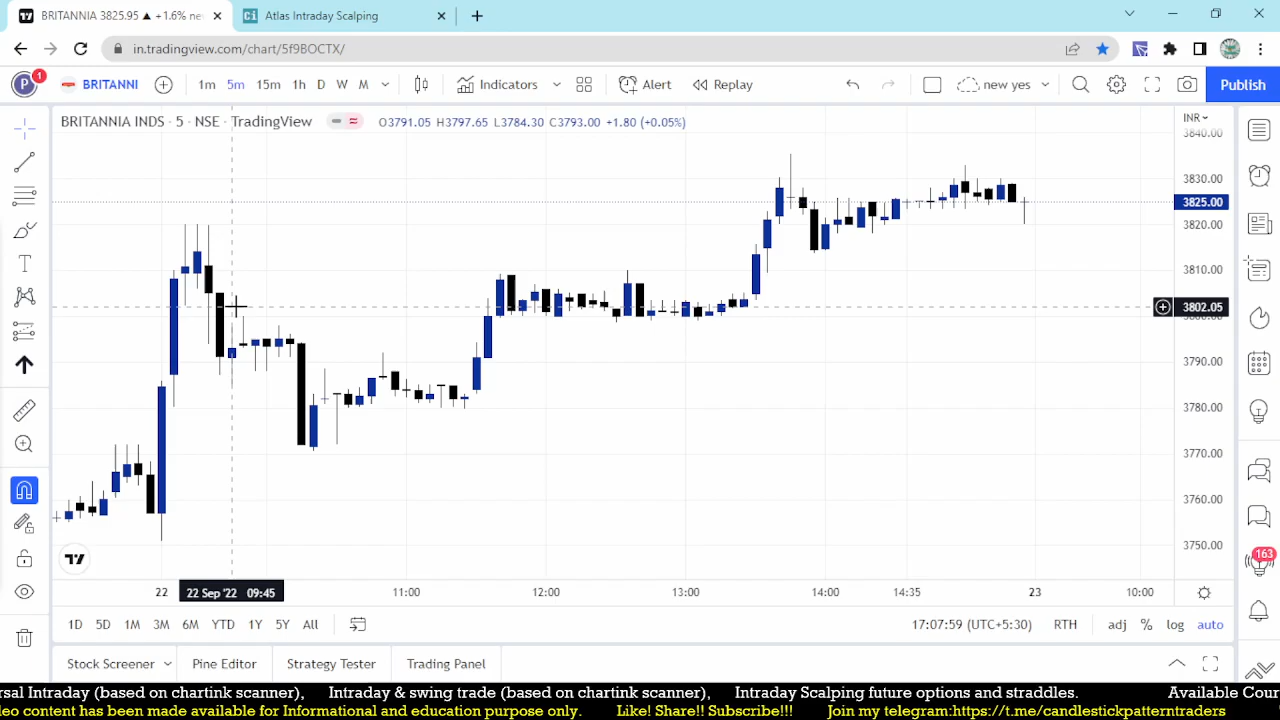 BRITANNIA 3825.95 ▲ +1.6% ne
Atlas Intraday Scalping
in.tradingview.com/chart/5f9BOCTX/
P 1 BRITANNI 1m 5m 15m 1h D W M Indicators Alert Replay new yes Publish
BRITANNIA INDS · 5 · NSE · TradingView O3791.05 H3797.65 L3784.30 C3793.00 +1.80 (+0.05%)
INR
3840.00
3830.00
3825.00
3820.00
3810.00
3802.05
3800.00
3790.00
3780.00
3770.00
3760.00
3750.00
163
22 22 Sep '22 09:45 11:00 12:00 13:00 14:00 14:35 23 10:00
1D 5D 1M 3M 6M YTD 1Y 5Y All 17:07:59 (UTC+5:30) RTH adj % log auto
Stock Screener Pine Editor Strategy Tester Trading Panel
rsal Intraday (based on chartink scanner), Intraday & swing trade (based on chartink scanner), Intraday Scalping future options and straddles. Available Cour
eo content has been made available for Informational and education purpose only. Like! Share!! Subscribe!!! Join my telegram:https://t.me/candlestickpatterntraders